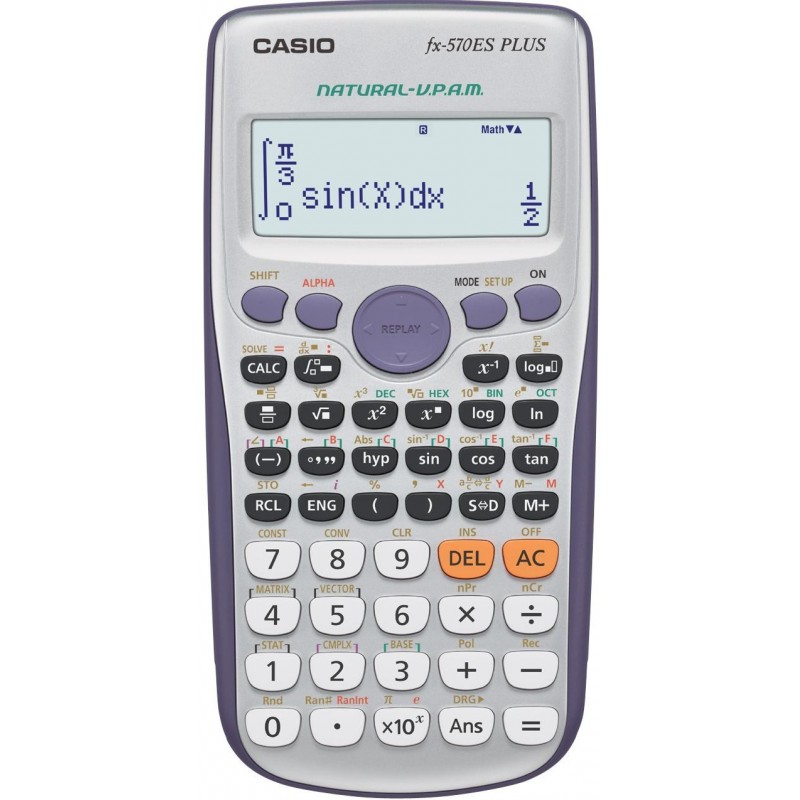 CASIO fx-570ES PLUS
NATURAL-V.P.A.M.
R Math▼▲
∫ π/3 0 sin(X)dx 1/2
SHIFT ALPHA MODE SETUP ON
REPLAY
SOLVE = d/dx : x! Σ
CALC ∫ x⁻¹ log
³√ x³ DEC ˣ√ HEX 10 BIN e OCT
√ x² x log ln
∠ A ← B Abs C sin⁻¹ D cos⁻¹ E tan⁻¹ F
(−) ° ’ ” hyp sin cos tan
STO ← i % , X a b/c ⇔ d/c Y M− M
RCL ENG ( ) S⇔D M+
CONST CONV CLR INS OFF
7 8 9 DEL AC
MATRIX VECTOR nPr nCr
4 5 6 × ÷
STAT CMPLX BASE Pol Rec
1 2 3 + −
Rnd Ran# RanInt π e DRG▶
0 • ×10ˣ Ans =